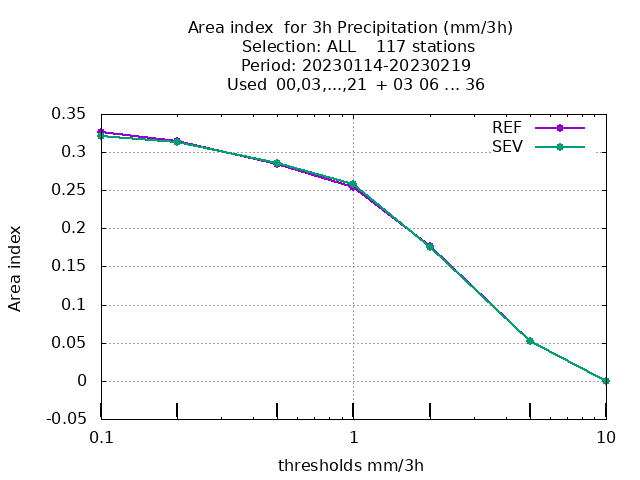 Area index  for 3h Precipitation (mm/3h)
Selection: ALL    117 stations
Period: 20230114-20230219
Used  00,03,...,21  + 03 06 ... 36
REF
SEV
0.35
0.3
0.25
0.2
0.15
0.1
0.05
0
-0.05
Area index
0.1
1
10
thresholds mm/3h